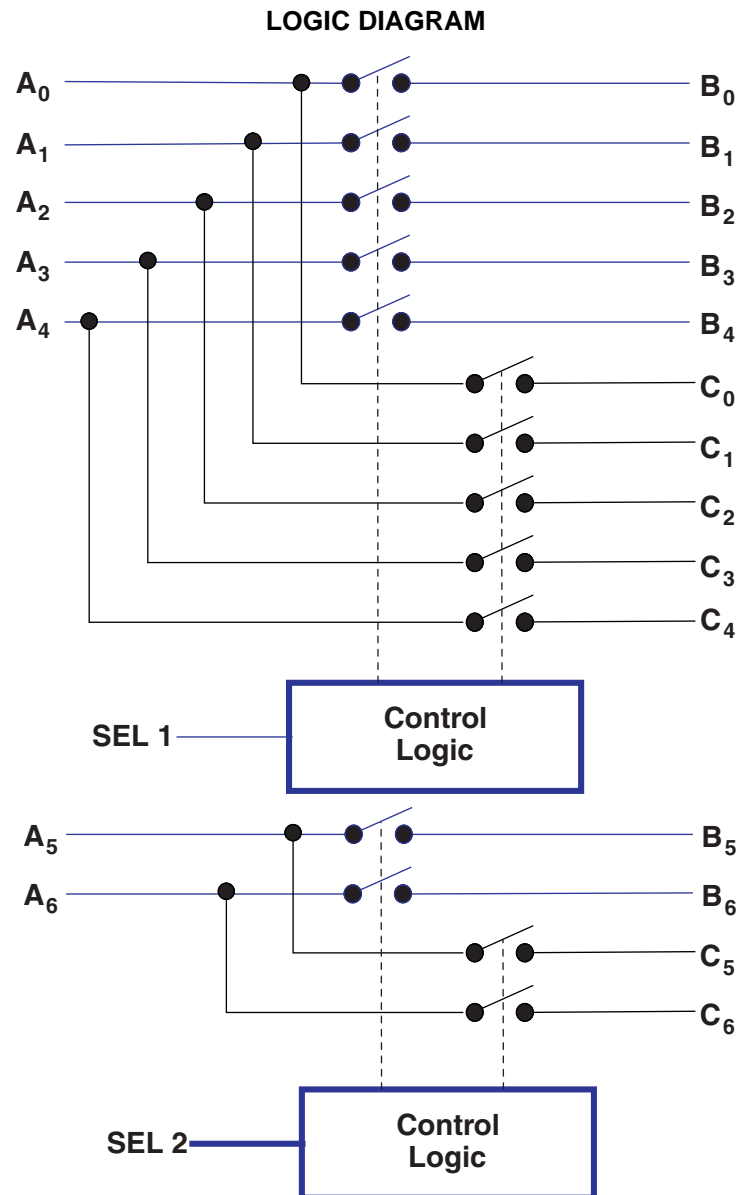 LOGIC DIAGRAM
A0 B0
A1 B1
A2 B2
A3 B3
A4 B4
C0
C1
C2
C3
C4
SEL 1
Control
Logic
A5 B5
A6 B6
C5
C6
SEL 2
Control
Logic